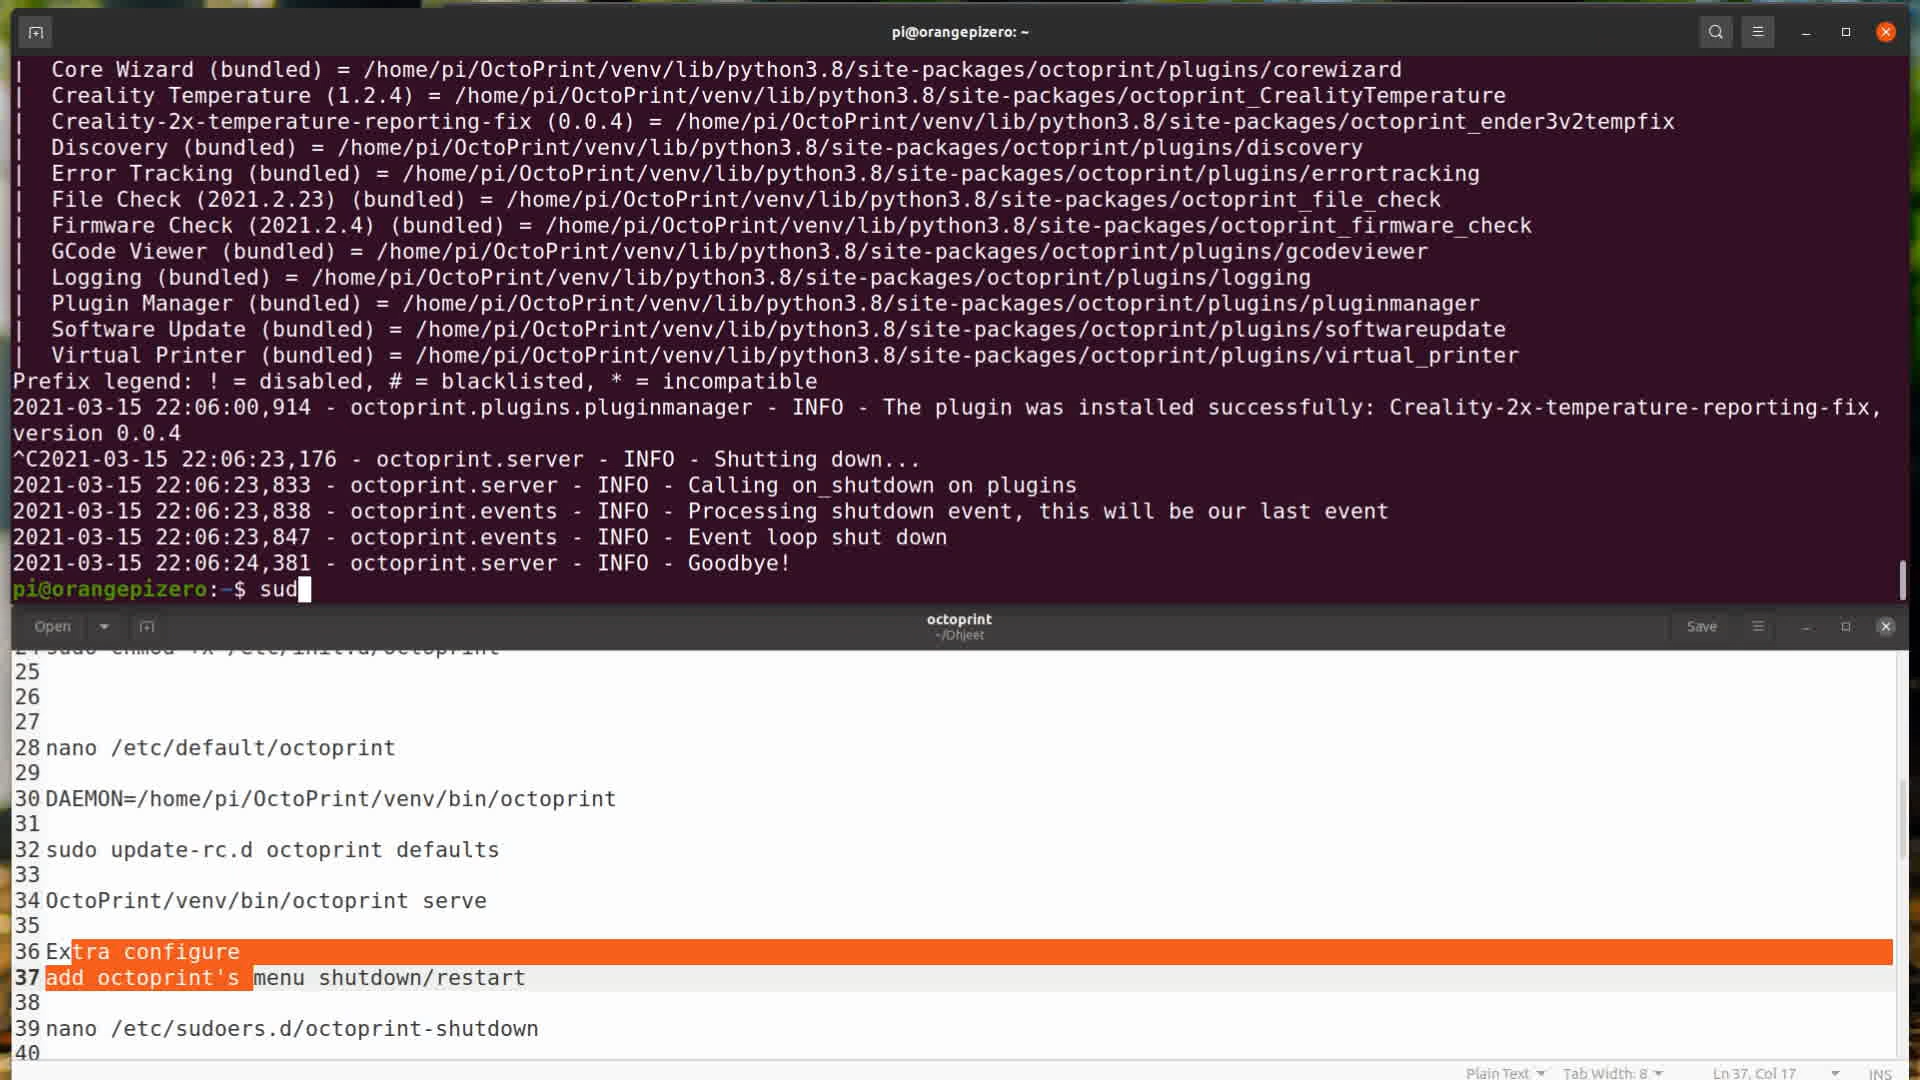 pi@orangepizero: ~
| Core Wizard (bundled) = /home/pi/OctoPrint/venv/lib/python3.8/site-packages/octoprint/plugins/corewizard
| Creality Temperature (1.2.4) = /home/pi/OctoPrint/venv/lib/python3.8/site-packages/octoprint_CrealityTemperature
| Creality-2x-temperature-reporting-fix (0.0.4) = /home/pi/OctoPrint/venv/lib/python3.8/site-packages/octoprint_ender3v2tempfix
| Discovery (bundled) = /home/pi/OctoPrint/venv/lib/python3.8/site-packages/octoprint/plugins/discovery
| Error Tracking (bundled) = /home/pi/OctoPrint/venv/lib/python3.8/site-packages/octoprint/plugins/errortracking
| File Check (2021.2.23) (bundled) = /home/pi/OctoPrint/venv/lib/python3.8/site-packages/octoprint_file_check
| Firmware Check (2021.2.4) (bundled) = /home/pi/OctoPrint/venv/lib/python3.8/site-packages/octoprint_firmware_check
| GCode Viewer (bundled) = /home/pi/OctoPrint/venv/lib/python3.8/site-packages/octoprint/plugins/gcodeviewer
| Logging (bundled) = /home/pi/OctoPrint/venv/lib/python3.8/site-packages/octoprint/plugins/logging
| Plugin Manager (bundled) = /home/pi/OctoPrint/venv/lib/python3.8/site-packages/octoprint/plugins/pluginmanager
| Software Update (bundled) = /home/pi/OctoPrint/venv/lib/python3.8/site-packages/octoprint/plugins/softwareupdate
| Virtual Printer (bundled) = /home/pi/OctoPrint/venv/lib/python3.8/site-packages/octoprint/plugins/virtual_printer
Prefix legend: ! = disabled, # = blacklisted, * = incompatible
2021-03-15 22:06:00,914 - octoprint.plugins.pluginmanager - INFO - The plugin was installed successfully: Creality-2x-temperature-reporting-fix,
version 0.0.4
^C2021-03-15 22:06:23,176 - octoprint.server - INFO - Shutting down...
2021-03-15 22:06:23,833 - octoprint.server - INFO - Calling on_shutdown on plugins
2021-03-15 22:06:23,838 - octoprint.events - INFO - Processing shutdown event, this will be our last event
2021-03-15 22:06:23,847 - octoprint.events - INFO - Event loop shut down
2021-03-15 22:06:24,381 - octoprint.server - INFO - Goodbye!
pi@orangepizero:~$ sud
Open octoprint Save
~/Ohjeet
24 sudo chmod +x /etc/init.d/octoprint
25
26
27
28 nano /etc/default/octoprint
29
30 DAEMON=/home/pi/OctoPrint/venv/bin/octoprint
31
32 sudo update-rc.d octoprint defaults
33
34 OctoPrint/venv/bin/octoprint serve
35
36 Extra configure
37 add octoprint's menu shutdown/restart
38
39 nano /etc/sudoers.d/octoprint-shutdown
40
Plain Text Tab Width: 8 Ln 37, Col 17 INS